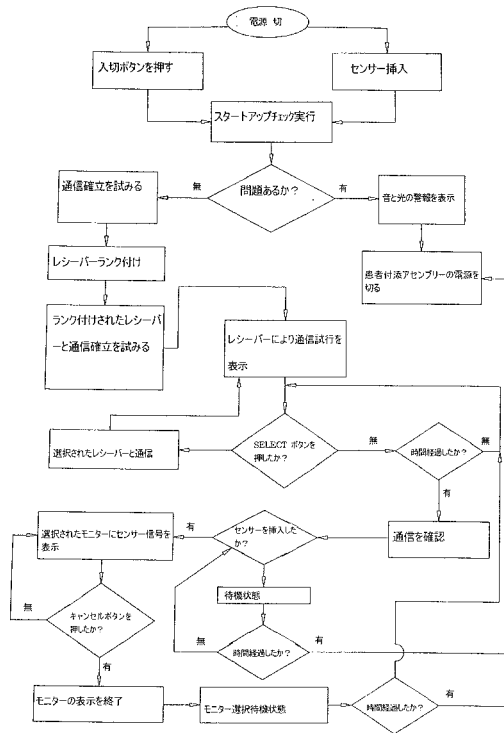 電源 切
入切ボタンを押す
センサー挿入
スタートアップチェック実行
問題あるか？
無
有
通信確立を試みる
音と光の警報を表示
レシーバーランク付け
患者付添アセンブリーの電源を
切る
ランク付けされたレシーバ
ーと通信確立を試みる
レシーバーにより通信試行を
表示
SELECT ボタンを
押したか？
無
時間経過したか？
無
選択されたレシーバーと通信
有
選択されたモニターにセンサー信号を
表示
有
センサーを挿入した
か？
通信を確認
待機状態
無
キャンセルボタンを
押したか？
無
時間経過したか？
有
有
モニターの表示を終了
モニター選択待機状態
時間経過したか？
有